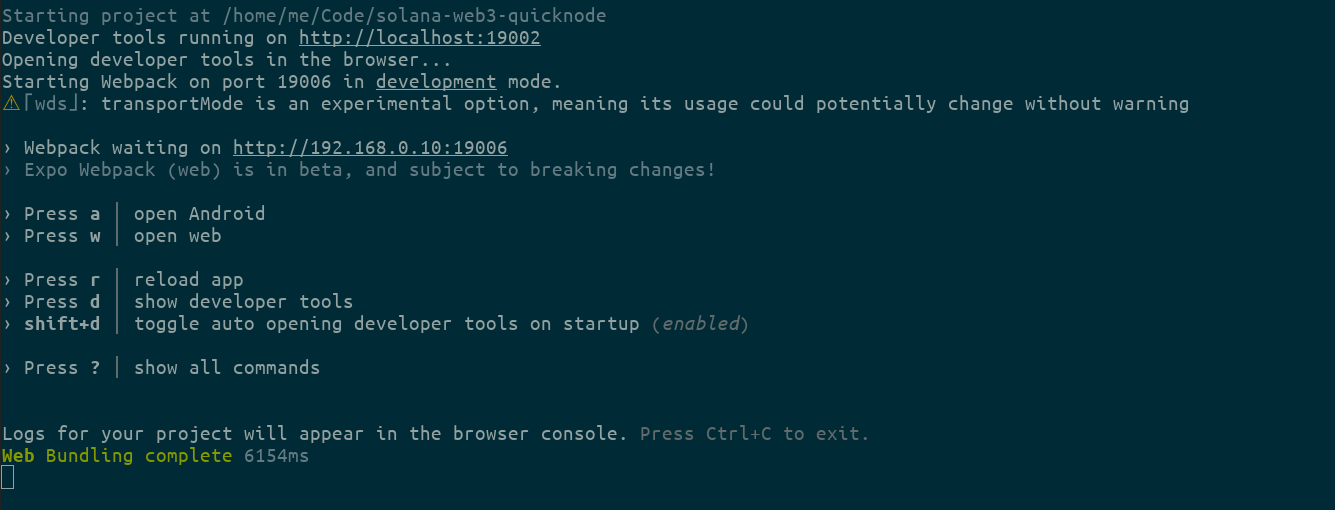 Starting project at /home/me/Code/solana-web3-quicknode
Developer tools running on http://localhost:19002
Opening developer tools in the browser...
Starting Webpack on port 19006 in development mode.
⚠ ｢wds｣: transportMode is an experimental option, meaning its usage could potentially change without warning
› Webpack waiting on http://192.168.0.10:19006
› Expo Webpack (web) is in beta, and subject to breaking changes!
› Press a │ open Android
› Press w │ open web
› Press r │ reload app
› Press d │ show developer tools
› shift+d │ toggle auto opening developer tools on startup (enabled)
› Press ? │ show all commands
Logs for your project will appear in the browser console. Press Ctrl+C to exit.
Web Bundling complete 6154ms